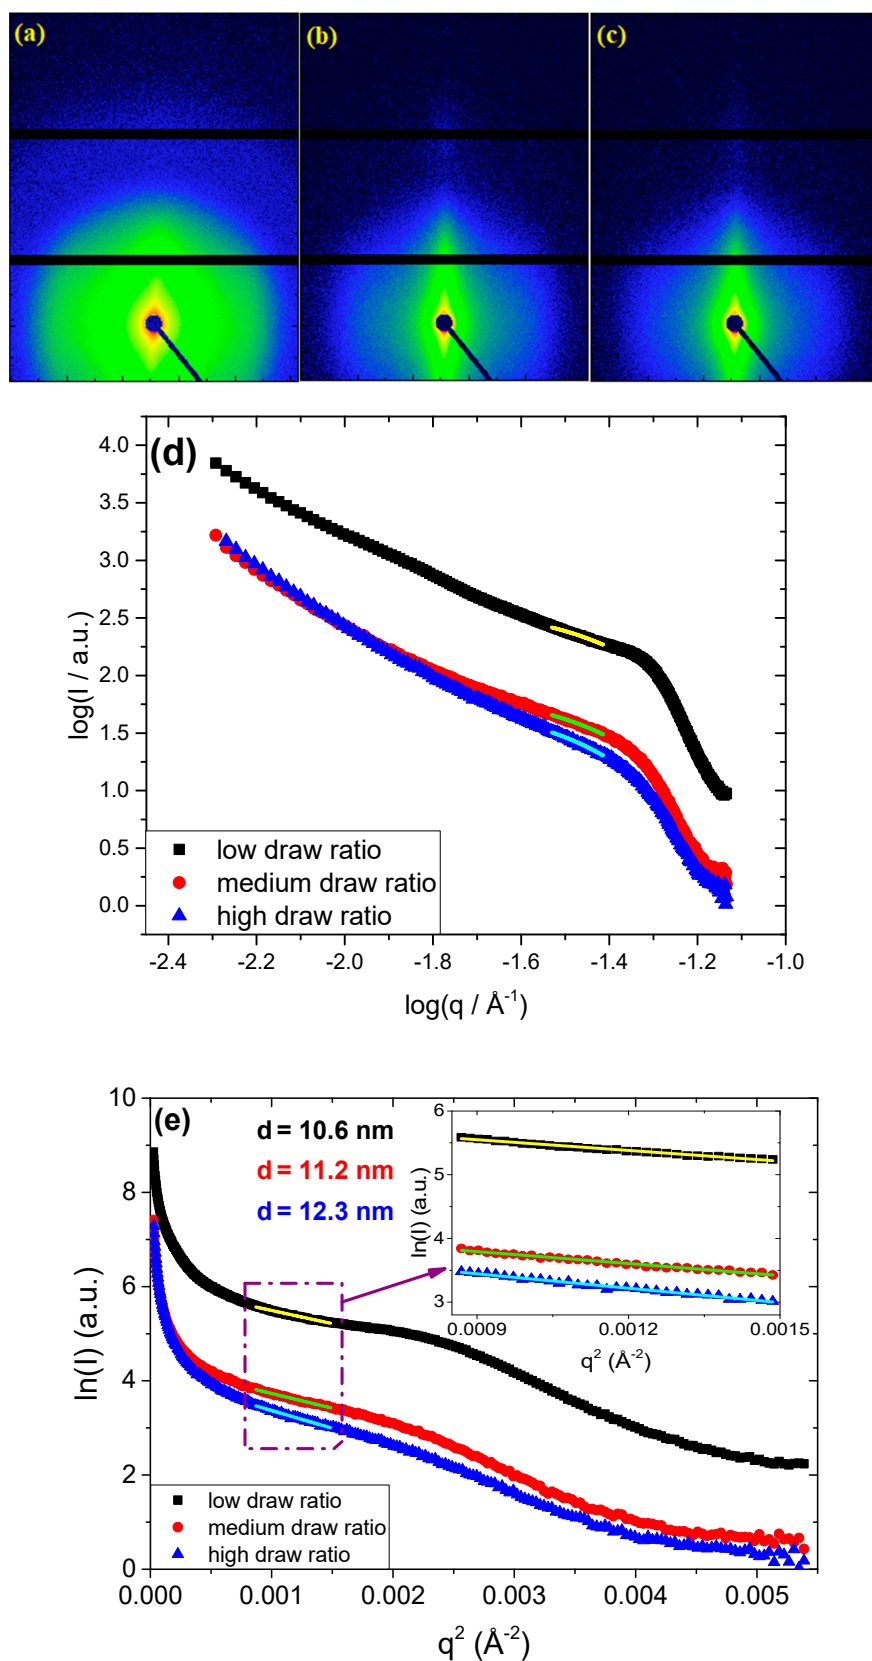 (a)
(b)
(c)
(d)
4.0
3.5
3.0
2.5
2.0
1.5
1.0
0.5
0.0
log(I / a.u.)
low draw ratio
medium draw ratio
high draw ratio
-2.4 -2.2 -2.0 -1.8 -1.6 -1.4 -1.2 -1.0
log(q / Å-1)
(e)
10
8
6
4
2
0
ln(I) (a.u.)
d = 10.6 nm
d = 11.2 nm
d = 12.3 nm
6
5
4
3
ln(I) (a.u.)
0.0009 0.0012 0.0015
q2 (Å-2)
low draw ratio
medium draw ratio
high draw ratio
0.000 0.001 0.002 0.003 0.004 0.005
q2 (Å-2)